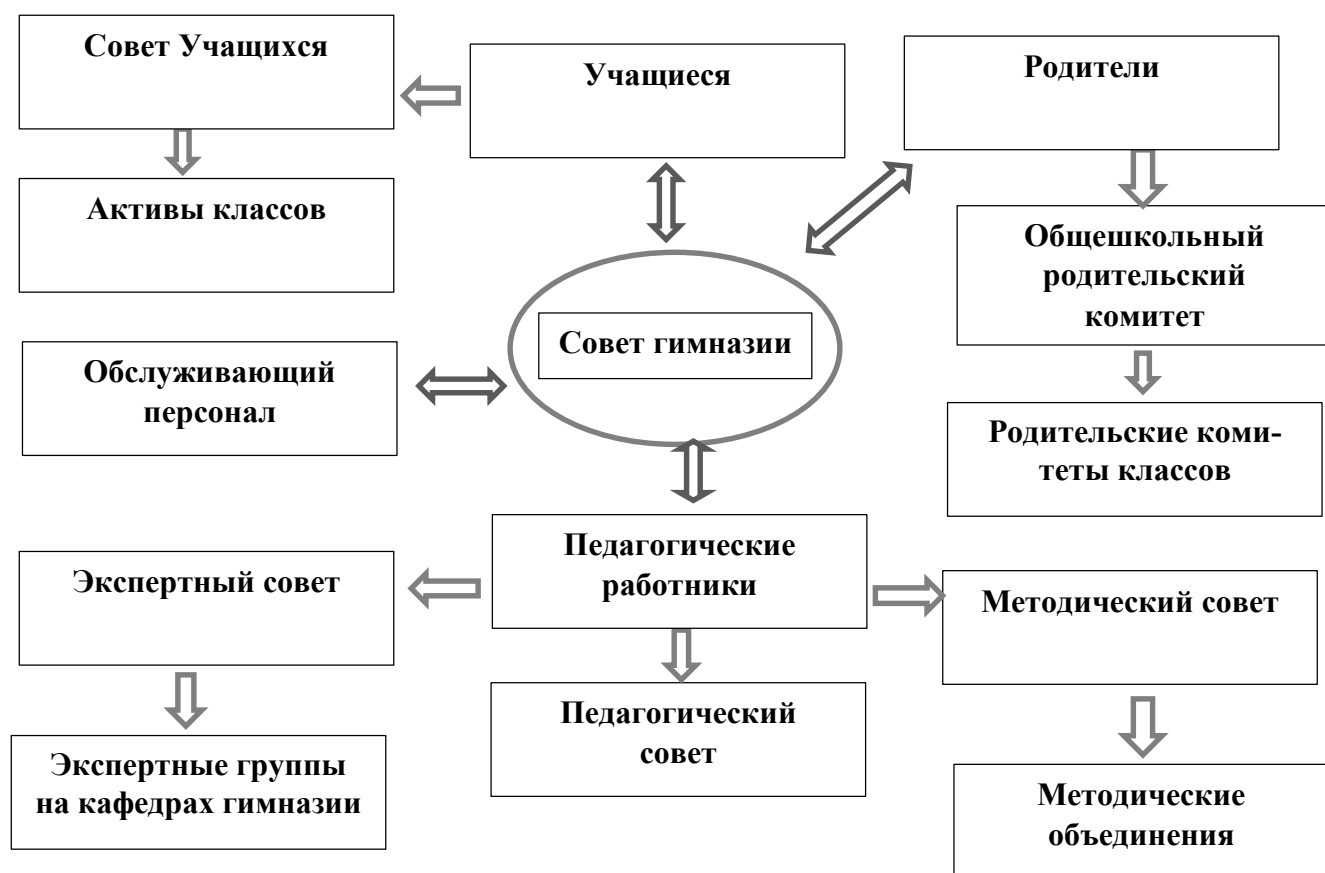 Совет Учащихся
Учащиеся
Родители
Активы классов
Общешкольный
родительский
комитет
Совет гимназии
Обслуживающий
персонал
Родительские коми-
теты классов
Педагогические
работники
Экспертный совет
Методический совет
Педагогический
совет
Экспертные группы
на кафедрах гимназии
Методические
объединения